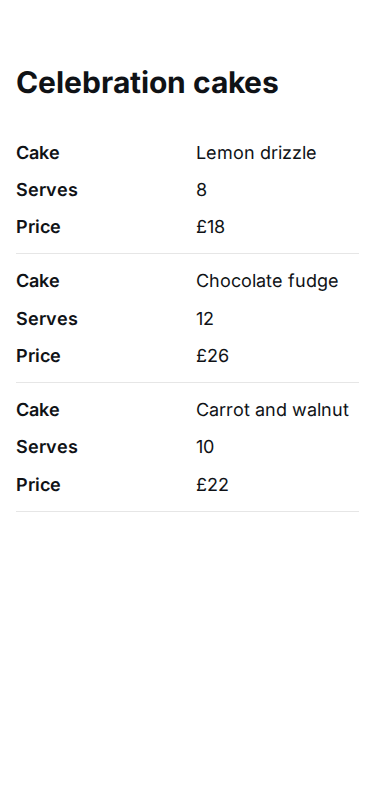 Celebration cakes
Cake Lemon drizzle
Serves 8
Price £18
Cake Chocolate fudge
Serves 12
Price £26
Cake Carrot and walnut
Serves 10
Price £22